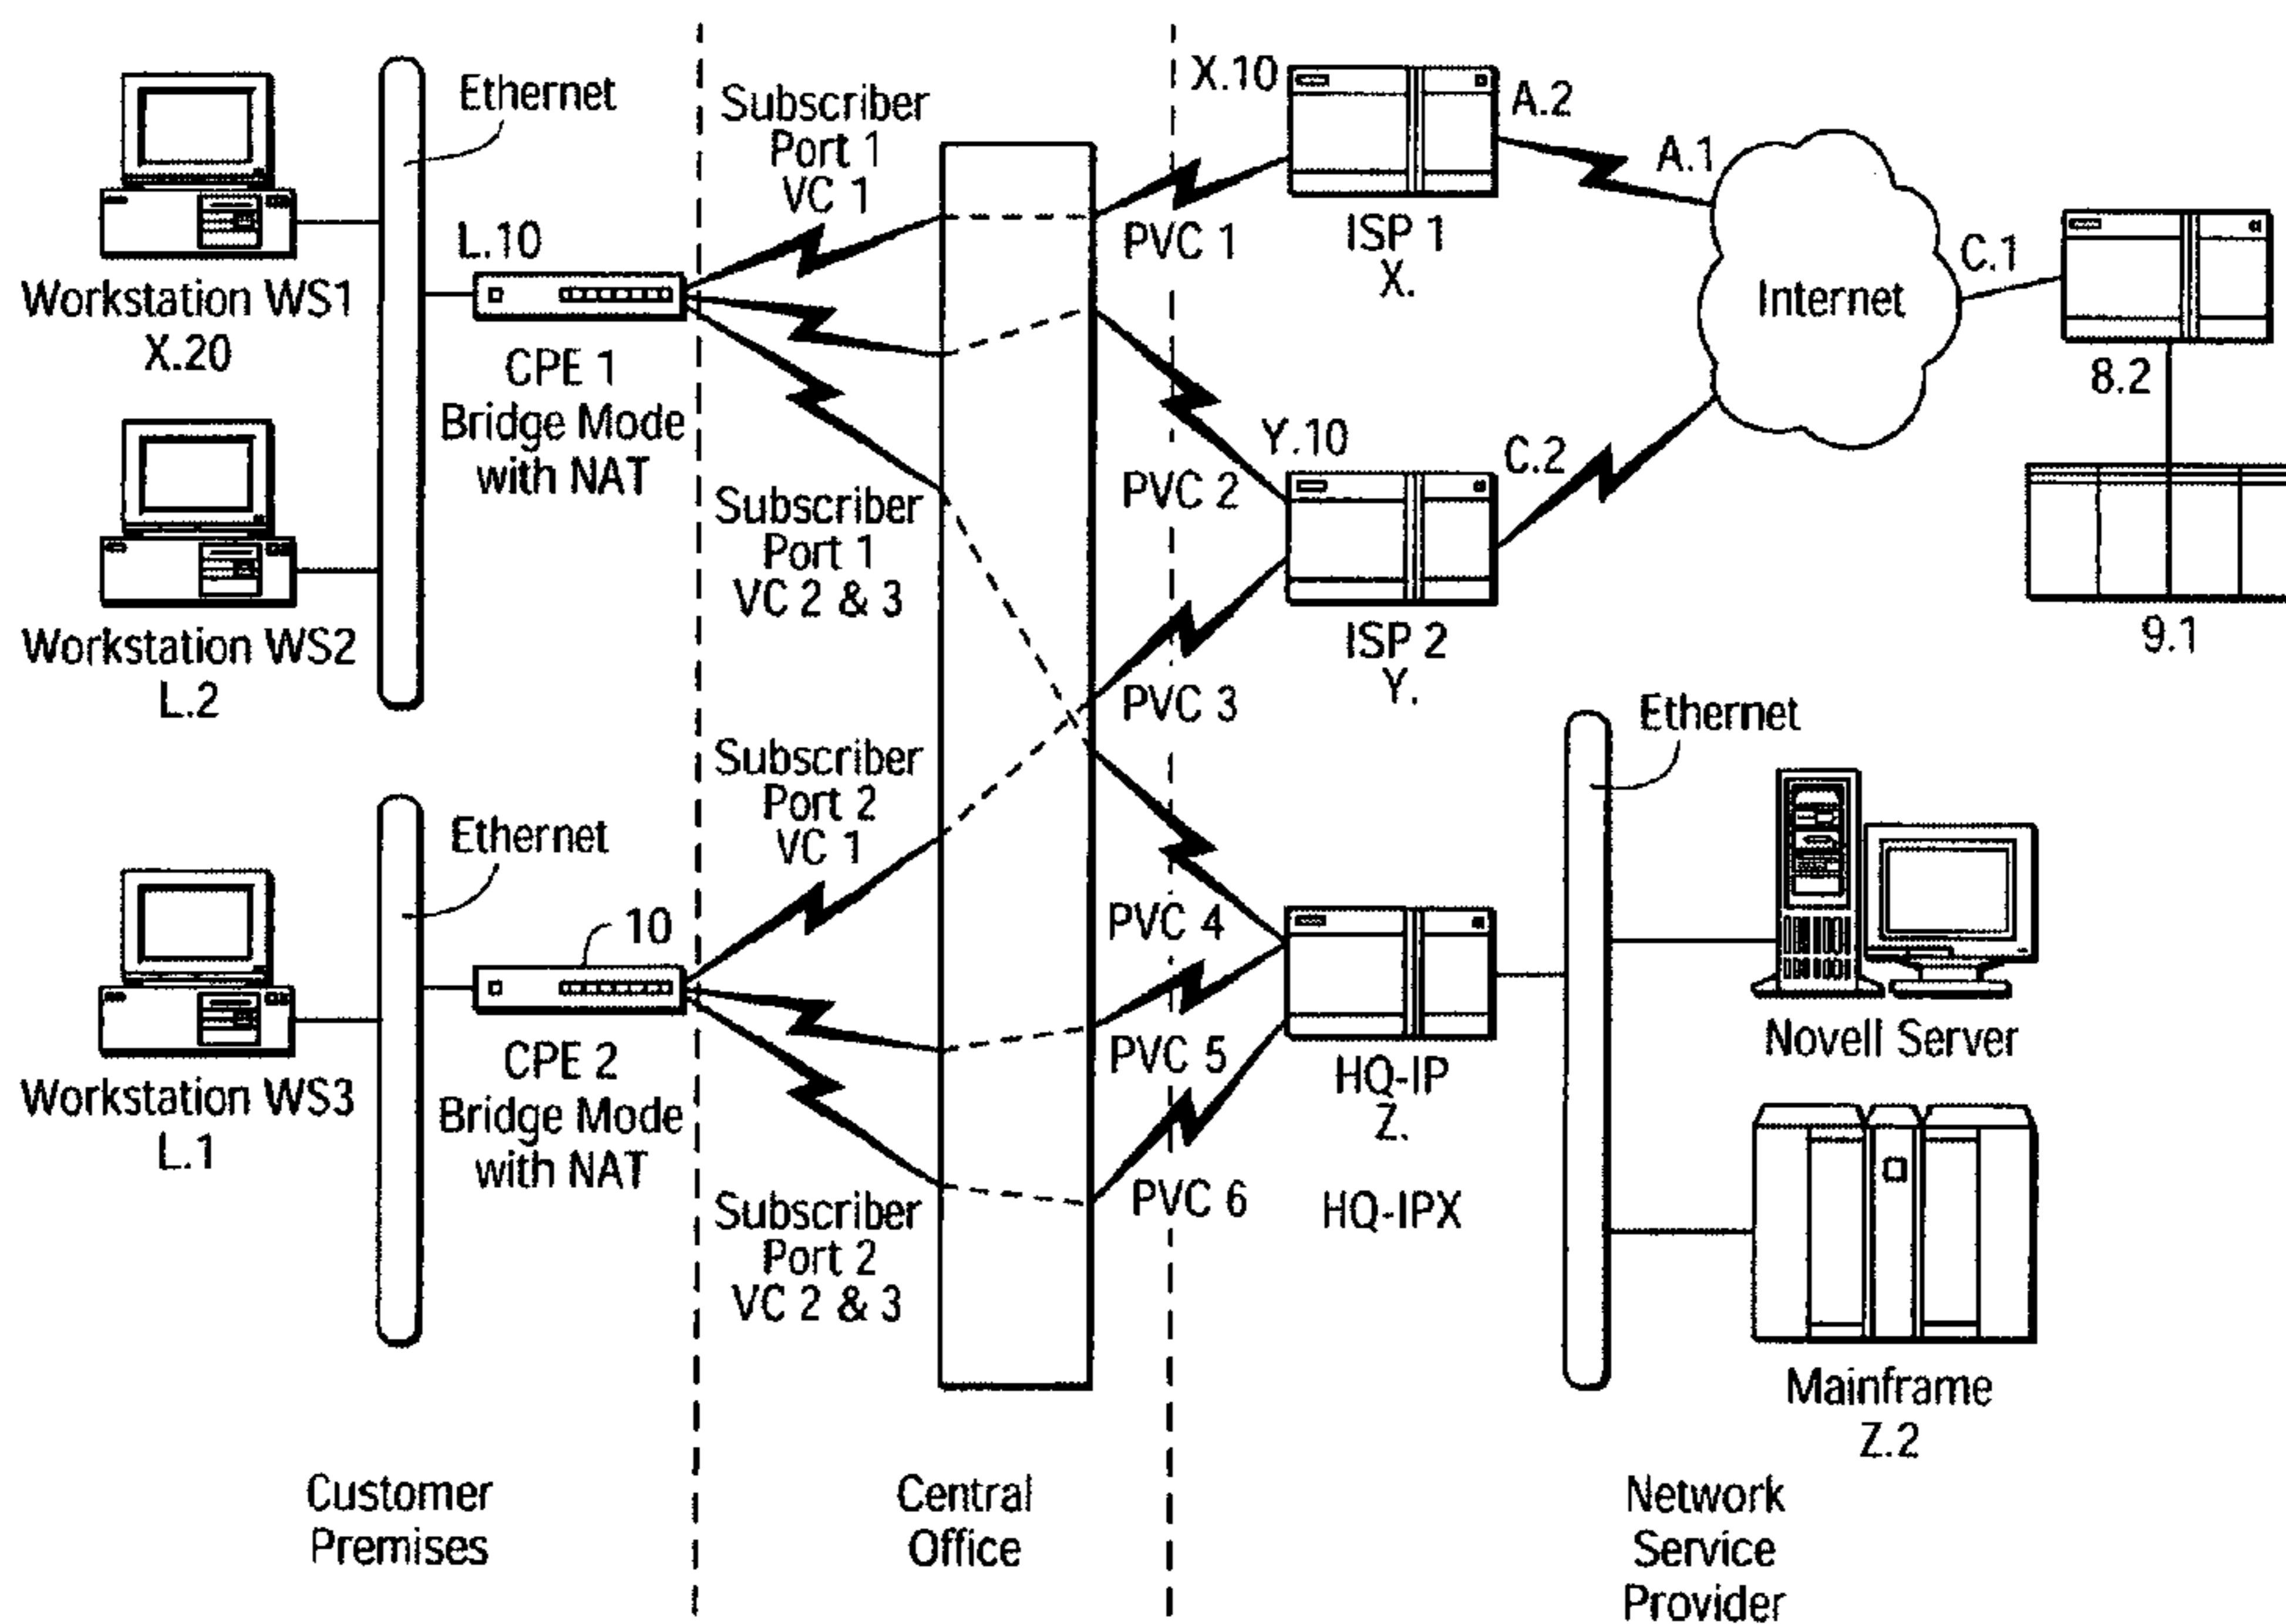 Ethernet
Workstation WS1
X.20
Workstation WS2
L.2
L.10
CPE 1
Bridge Mode
with NAT
Ethernet
10
Workstation WS3
L.1
CPE 2
Bridge Mode
with NAT
Customer
Premises
Subscriber
Port 1
VC 1
Subscriber
Port 1
VC 2 & 3
Subscriber
Port 2
VC 1
Subscriber
Port 2
VC 2 & 3
Central
Office
PVC 1
PVC 2
PVC 3
PVC 4
PVC 5
PVC 6
X.10
A.2
ISP 1
X.
A.1
Internet
C.1
8.2
9.1
Y.10
C.2
ISP 2
Y.
HQ-IP
Z.
HQ-IPX
Ethernet
Novell Server
Mainframe
Z.2
Network
Service
Provider